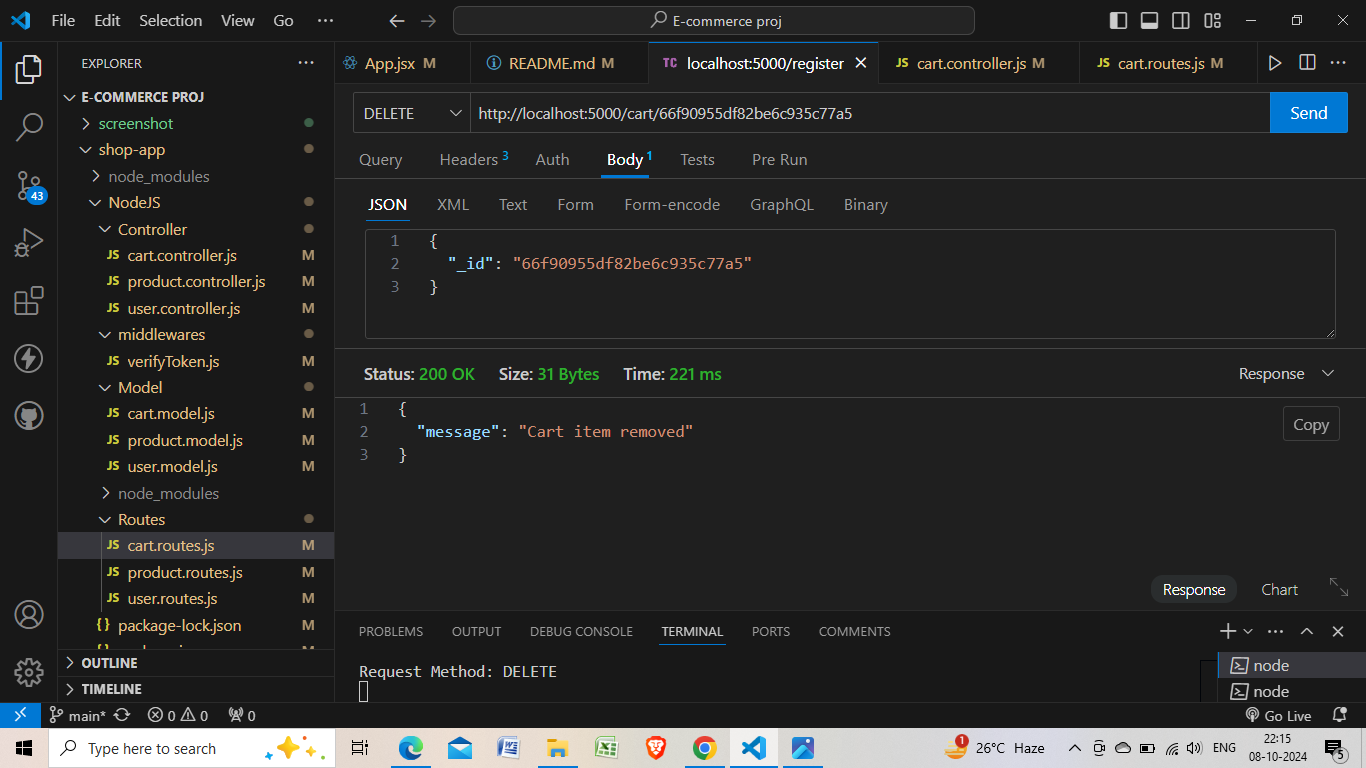 File Edit Selection View Go ··· E-commerce proj
EXPLORER ···
App.jsx M README.md M TC localhost:5000/register JS cart.controller.js M JS cart.routes.js M ···
E-COMMERCE PROJ
screenshot
shop-app
node_modules
NodeJS
Controller
JS cart.controller.js M
JS product.controller.js M
JS user.controller.js M
middlewares
JS verifyToken.js M
Model
JS cart.model.js M
JS product.model.js M
JS user.model.js M
node_modules
Routes
JS cart.routes.js M
JS product.routes.js M
JS user.routes.js M
{} package-lock.json M
OUTLINE
TIMELINE
43
DELETE http://localhost:5000/cart/66f90955df82be6c935c77a5 Send
Query Headers 3 Auth Body 1 Tests Pre Run
JSON XML Text Form Form-encode GraphQL Binary
1 {
2 "_id": "66f90955df82be6c935c77a5"
3 }
Status: 200 OK Size: 31 Bytes Time: 221 ms Response
1 {
2 "message": "Cart item removed"
3 }
Copy
Response Chart
PROBLEMS OUTPUT DEBUG CONSOLE TERMINAL PORTS COMMENTS
Request Method: DELETE
node
node
main* 0 0 0 Go Live
Type here to search 1 26°C Haze ENG 22:15
08-10-2024 5